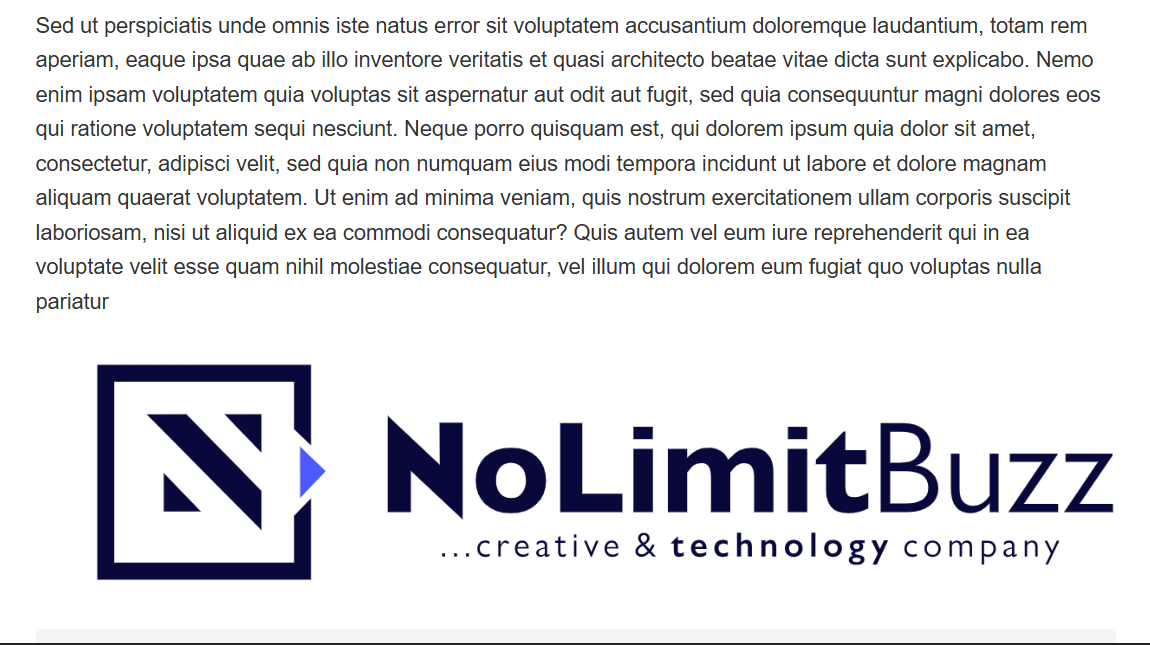 Sed ut perspiciatis unde omnis iste natus error sit voluptatem accusantium doloremque laudantium, totam rem
aperiam, eaque ipsa quae ab illo inventore veritatis et quasi architecto beatae vitae dicta sunt explicabo. Nemo
enim ipsam voluptatem quia voluptas sit aspernatur aut odit aut fugit, sed quia consequuntur magni dolores eos
qui ratione voluptatem sequi nesciunt. Neque porro quisquam est, qui dolorem ipsum quia dolor sit amet,
consectetur, adipisci velit, sed quia non numquam eius modi tempora incidunt ut labore et dolore magnam
aliquam quaerat voluptatem. Ut enim ad minima veniam, quis nostrum exercitationem ullam corporis suscipit
laboriosam, nisi ut aliquid ex ea commodi consequatur? Quis autem vel eum iure reprehenderit qui in ea
voluptate velit esse quam nihil molestiae consequatur, vel illum qui dolorem eum fugiat quo voluptas nulla
pariatur
N
NoLimitBuzz
...creative & technology company